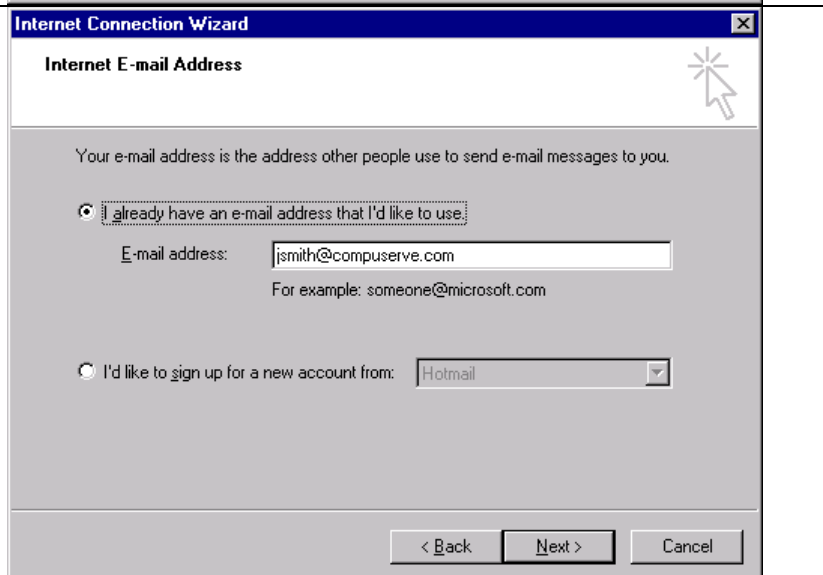 Internet Connection Wizard
Internet E-mail Address
Your e-mail address is the address other people use to send e-mail messages to you.
I already have an e-mail address that I'd like to use.
E-mail address: jsmith@compuserve.com
For example: someone@microsoft.com
I'd like to sign up for a new account from: Hotmail
< Back Next > Cancel